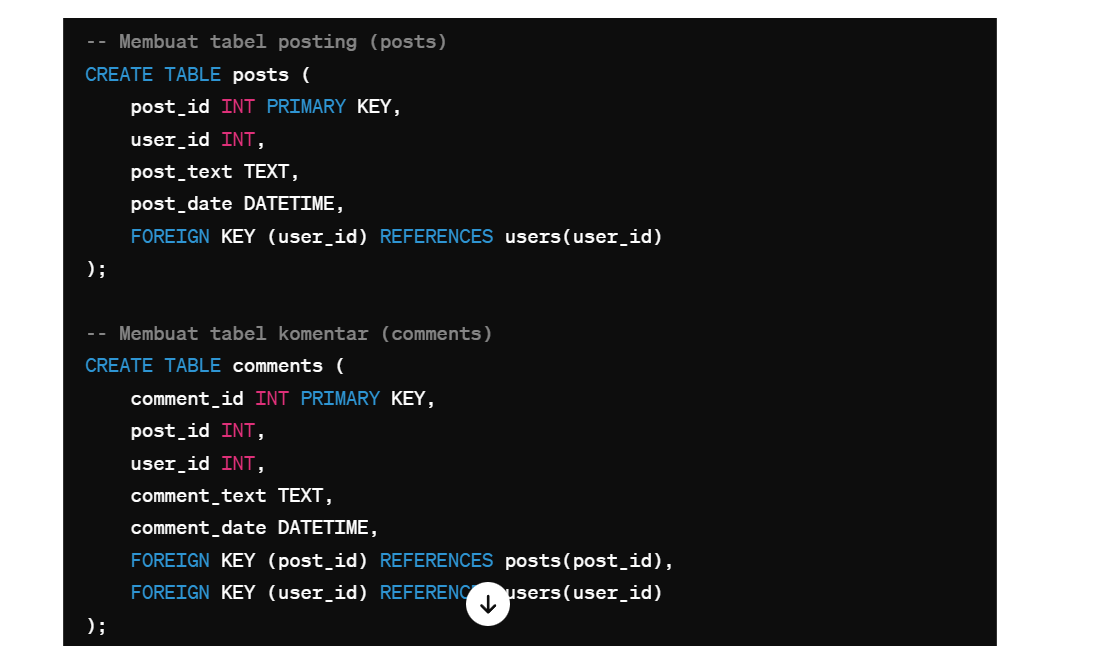 -- Membuat tabel posting (posts)
CREATE TABLE posts (
    post_id INT PRIMARY KEY,
    user_id INT,
    post_text TEXT,
    post_date DATETIME,
    FOREIGN KEY (user_id) REFERENCES users(user_id)
);

-- Membuat tabel komentar (comments)
CREATE TABLE comments (
    comment_id INT PRIMARY KEY,
    post_id INT,
    user_id INT,
    comment_text TEXT,
    comment_date DATETIME,
    FOREIGN KEY (post_id) REFERENCES posts(post_id),
    FOREIGN KEY (user_id) users(user_id)
);